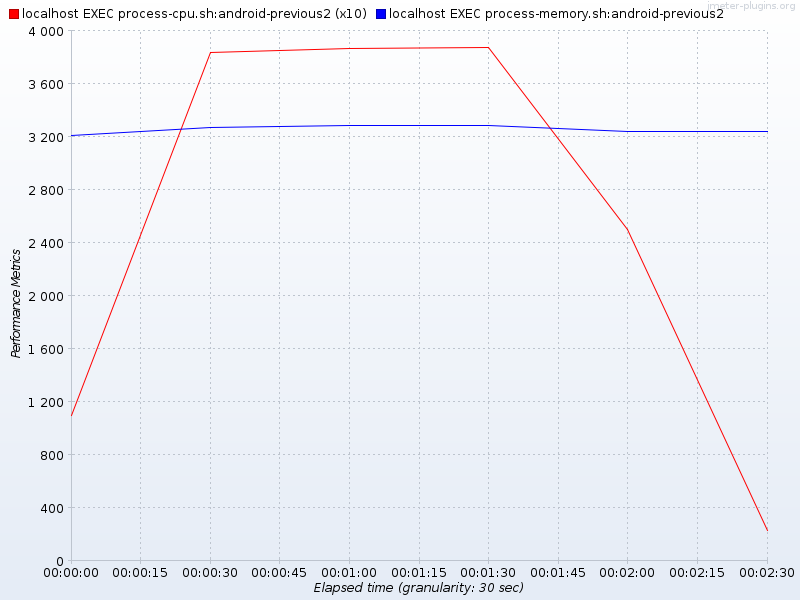 jmeter-plugins.org
localhost EXEC process-cpu.sh:android-previous2 (x10) localhost EXEC process-memory.sh:android-previous2
4 000
3 600
3 200
2 800
2 400
2 000
1 600
1 200
800
400
0
Performance Metrics
00:00:00 00:00:15 00:00:30 00:00:45 00:01:00 00:01:15 00:01:30 00:01:45 00:02:00 00:02:15 00:02:30
Elapsed time (granularity: 30 sec)